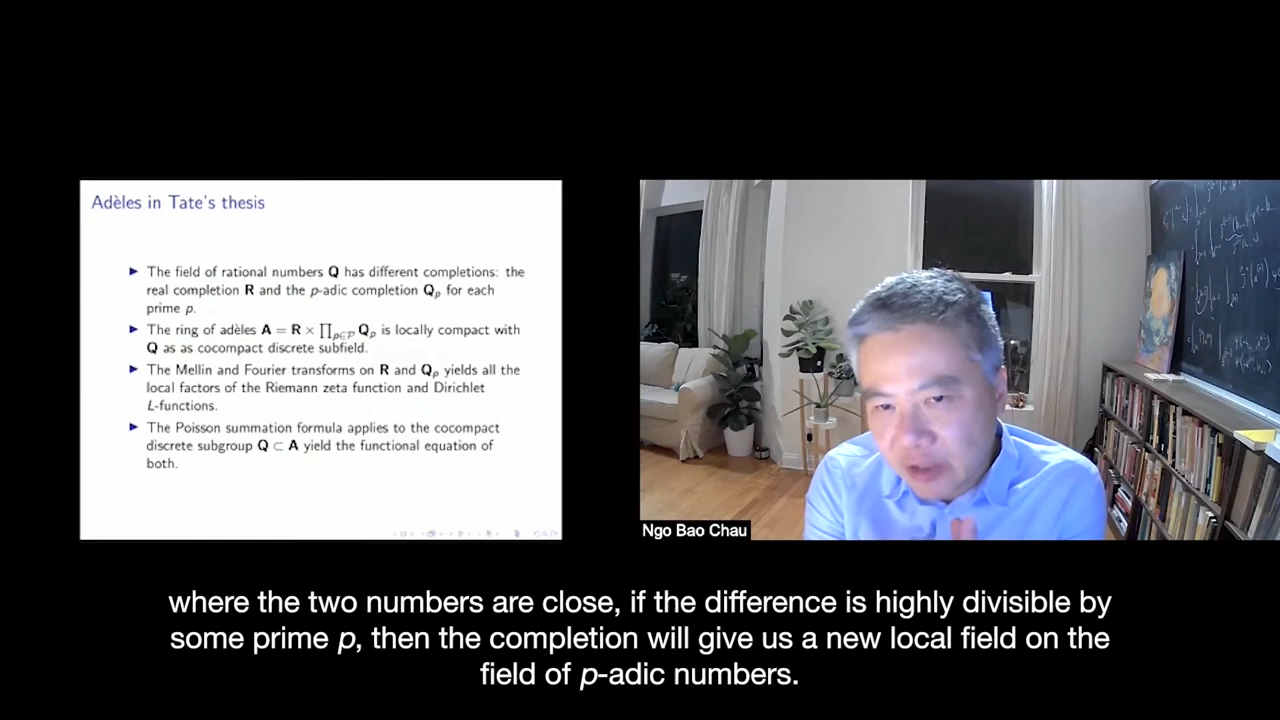 Adèles in Tate's thesis
▶ The field of rational numbers Q has different completions: the
real completion R and the p-adic completion Qₚ for each
prime p.
▶ The ring of adèles A = R × ∏p∈𝒫 Qₚ is locally compact with
Q as as cocompact discrete subfield.
▶ The Mellin and Fourier transforms on R and Qₚ yields all the
local factors of the Riemann zeta function and Dirichlet
L-functions.
▶ The Poisson summation formula applies to the cocompact
discrete subgroup Q ⊂ A yield the functional equation of
both.
Ngo Bao Chau
where the two numbers are close, if the difference is highly divisible by
some prime p, then the completion will give us a new local field on the
field of p-adic numbers.